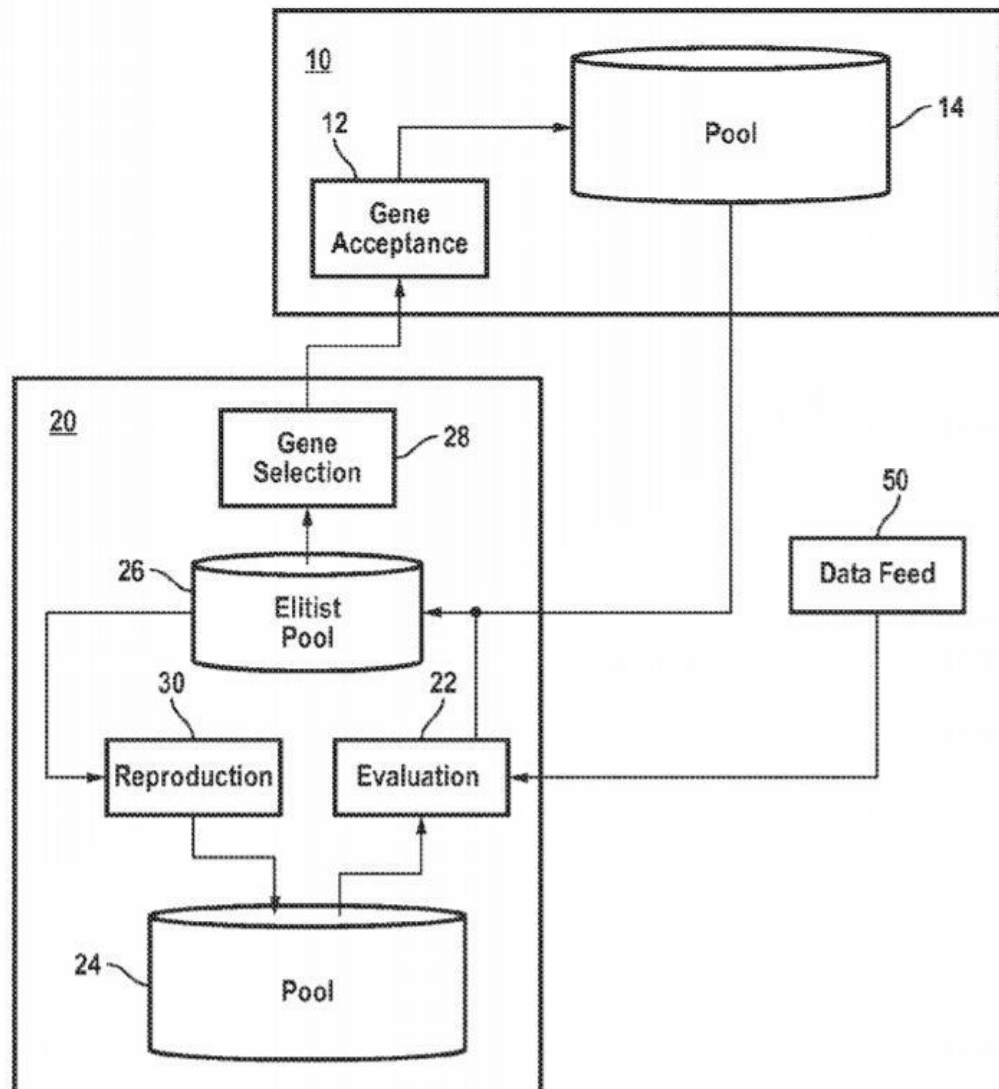 10
12
Pool
14
Gene
Acceptance
20
Gene
Selection
28
50
Data Feed
26
Elitist
Pool
30
22
Reproduction
Evaluation
24
Pool